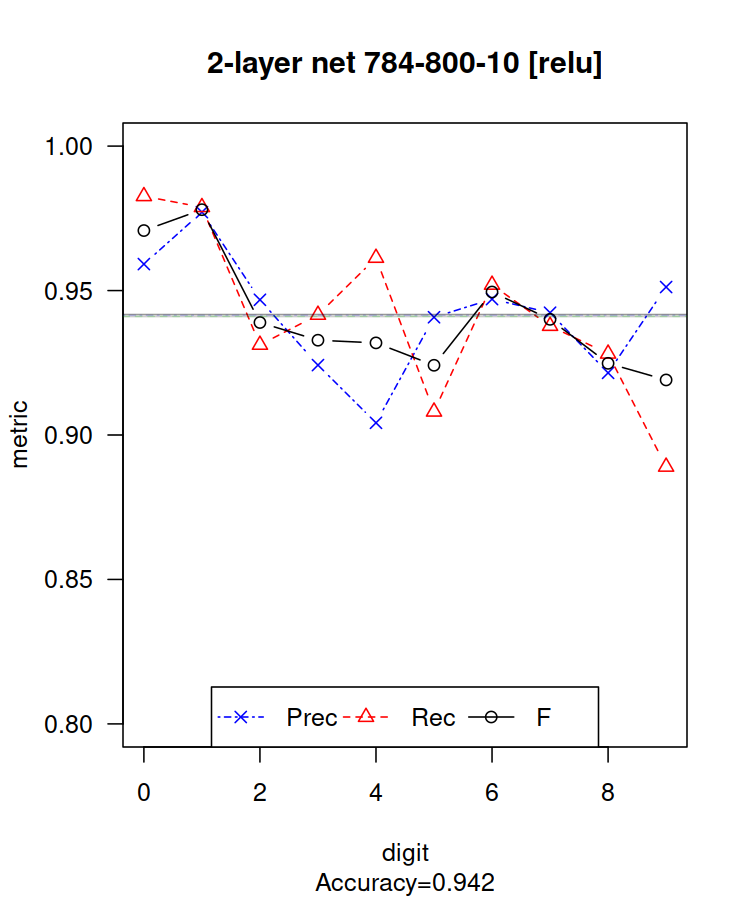 2-layer net 784-800-10 [relu]
1.00
0.95
0.90
0.85
0.80
metric
Prec Rec F
0 2 4 6 8
digit
Accuracy=0.942